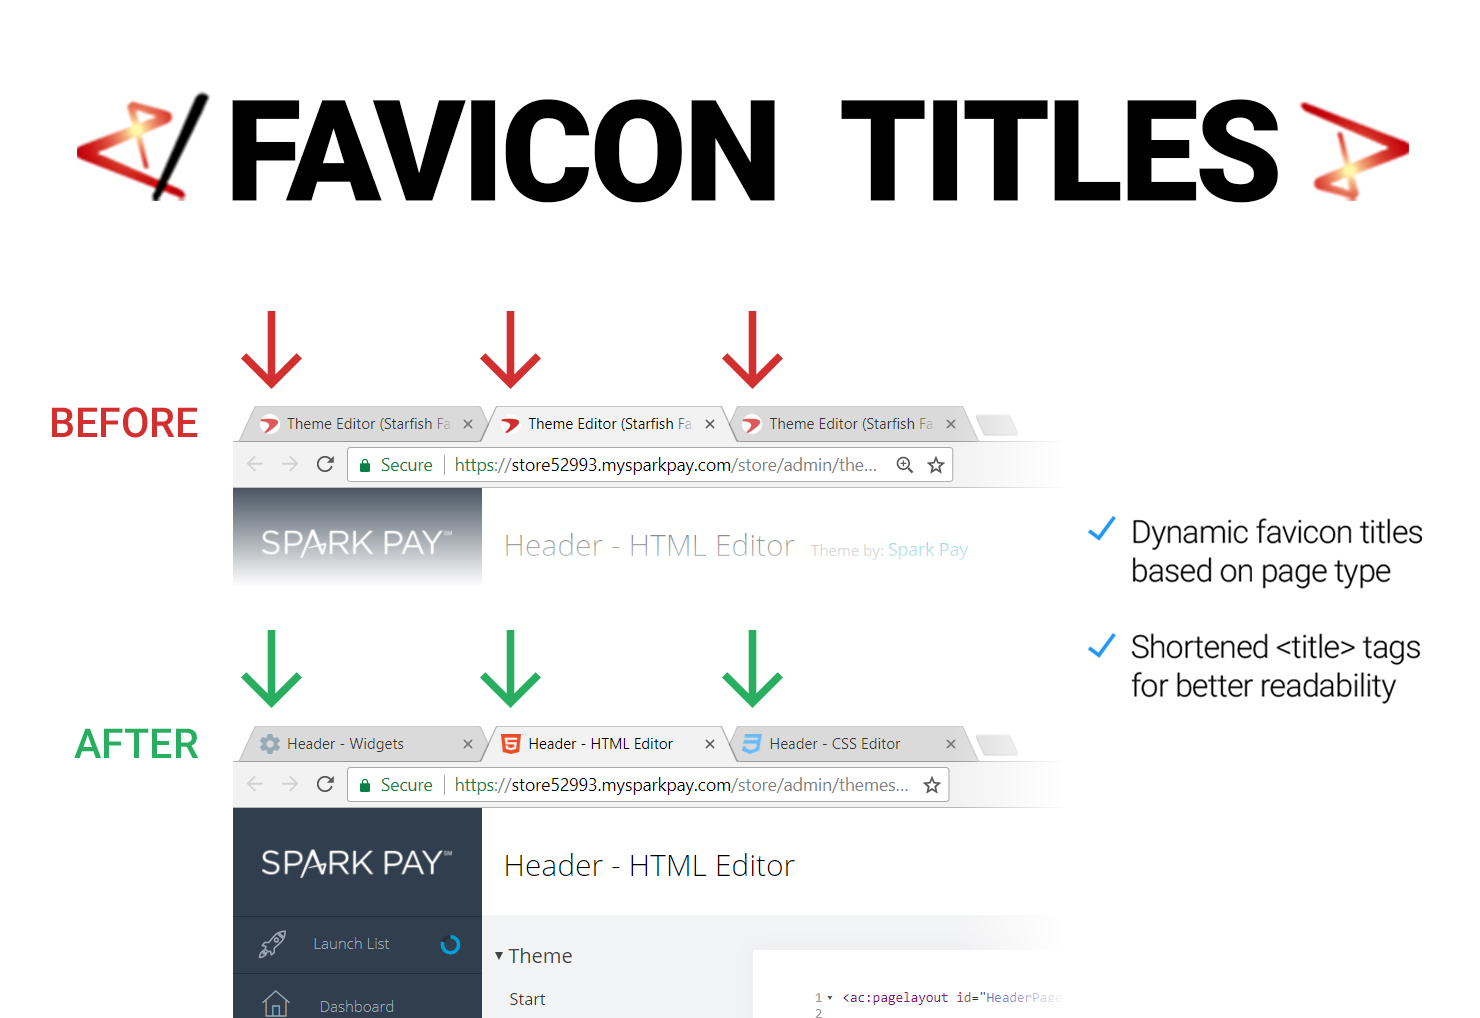 FAVICON TITLES
BEFORE
Theme Editor (Starfish Fa
Theme Editor (Starfish Fa
Theme Editor (Starfish Fa
Secure
https://store52993.mysparkpay.com/store/admin/the...
SPARK PAY℠
Header - HTML Editor
Theme by: Spark Pay
Dynamic favicon titles
based on page type
Shortened <title> tags
for better readability
AFTER
Header - Widgets
Header - HTML Editor
Header - CSS Editor
Secure
https://store52993.mysparkpay.com/store/admin/themes...
SPARK PAY℠
Header - HTML Editor
Launch List
Dashboard
Theme
Start
1 <ac:pagelayout id="HeaderPage
2